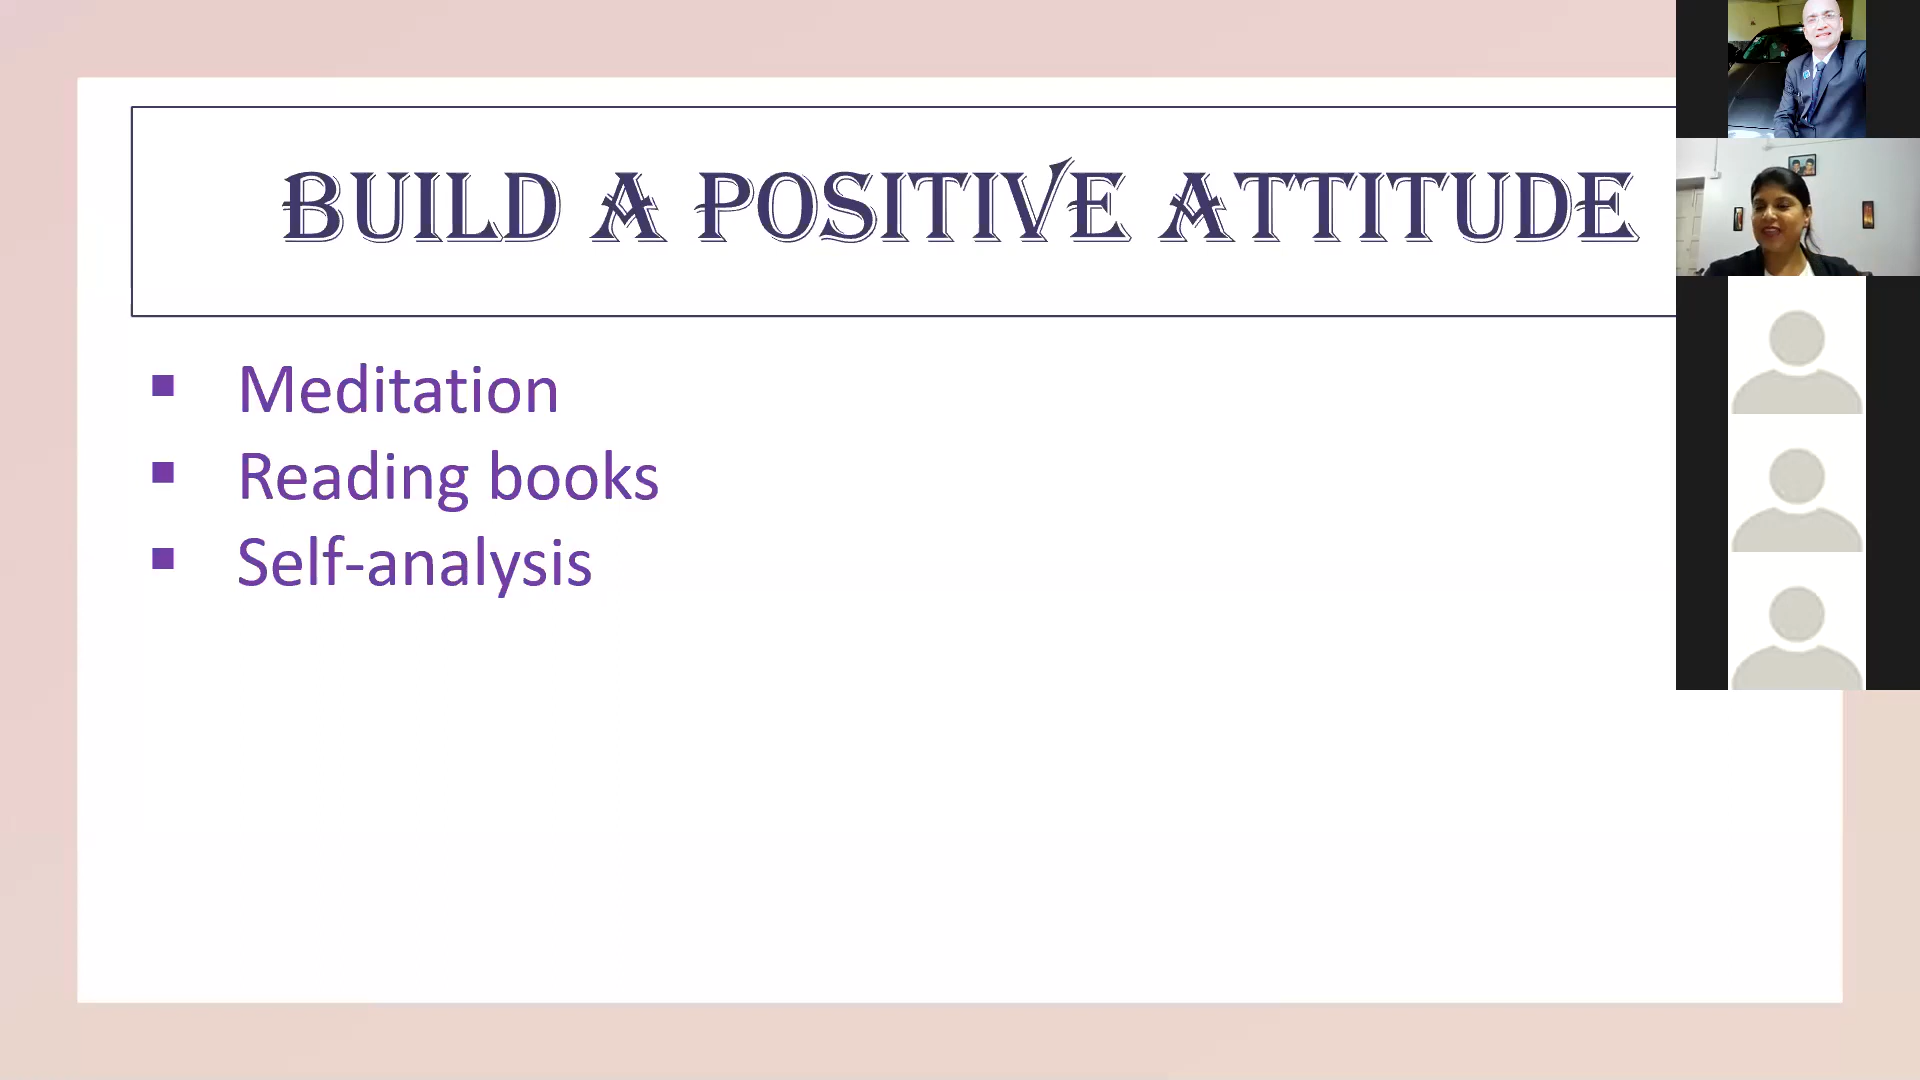 BUILD A POSITIVE ATTITUDE
▪ Meditation
▪ Reading books
▪ Self-analysis